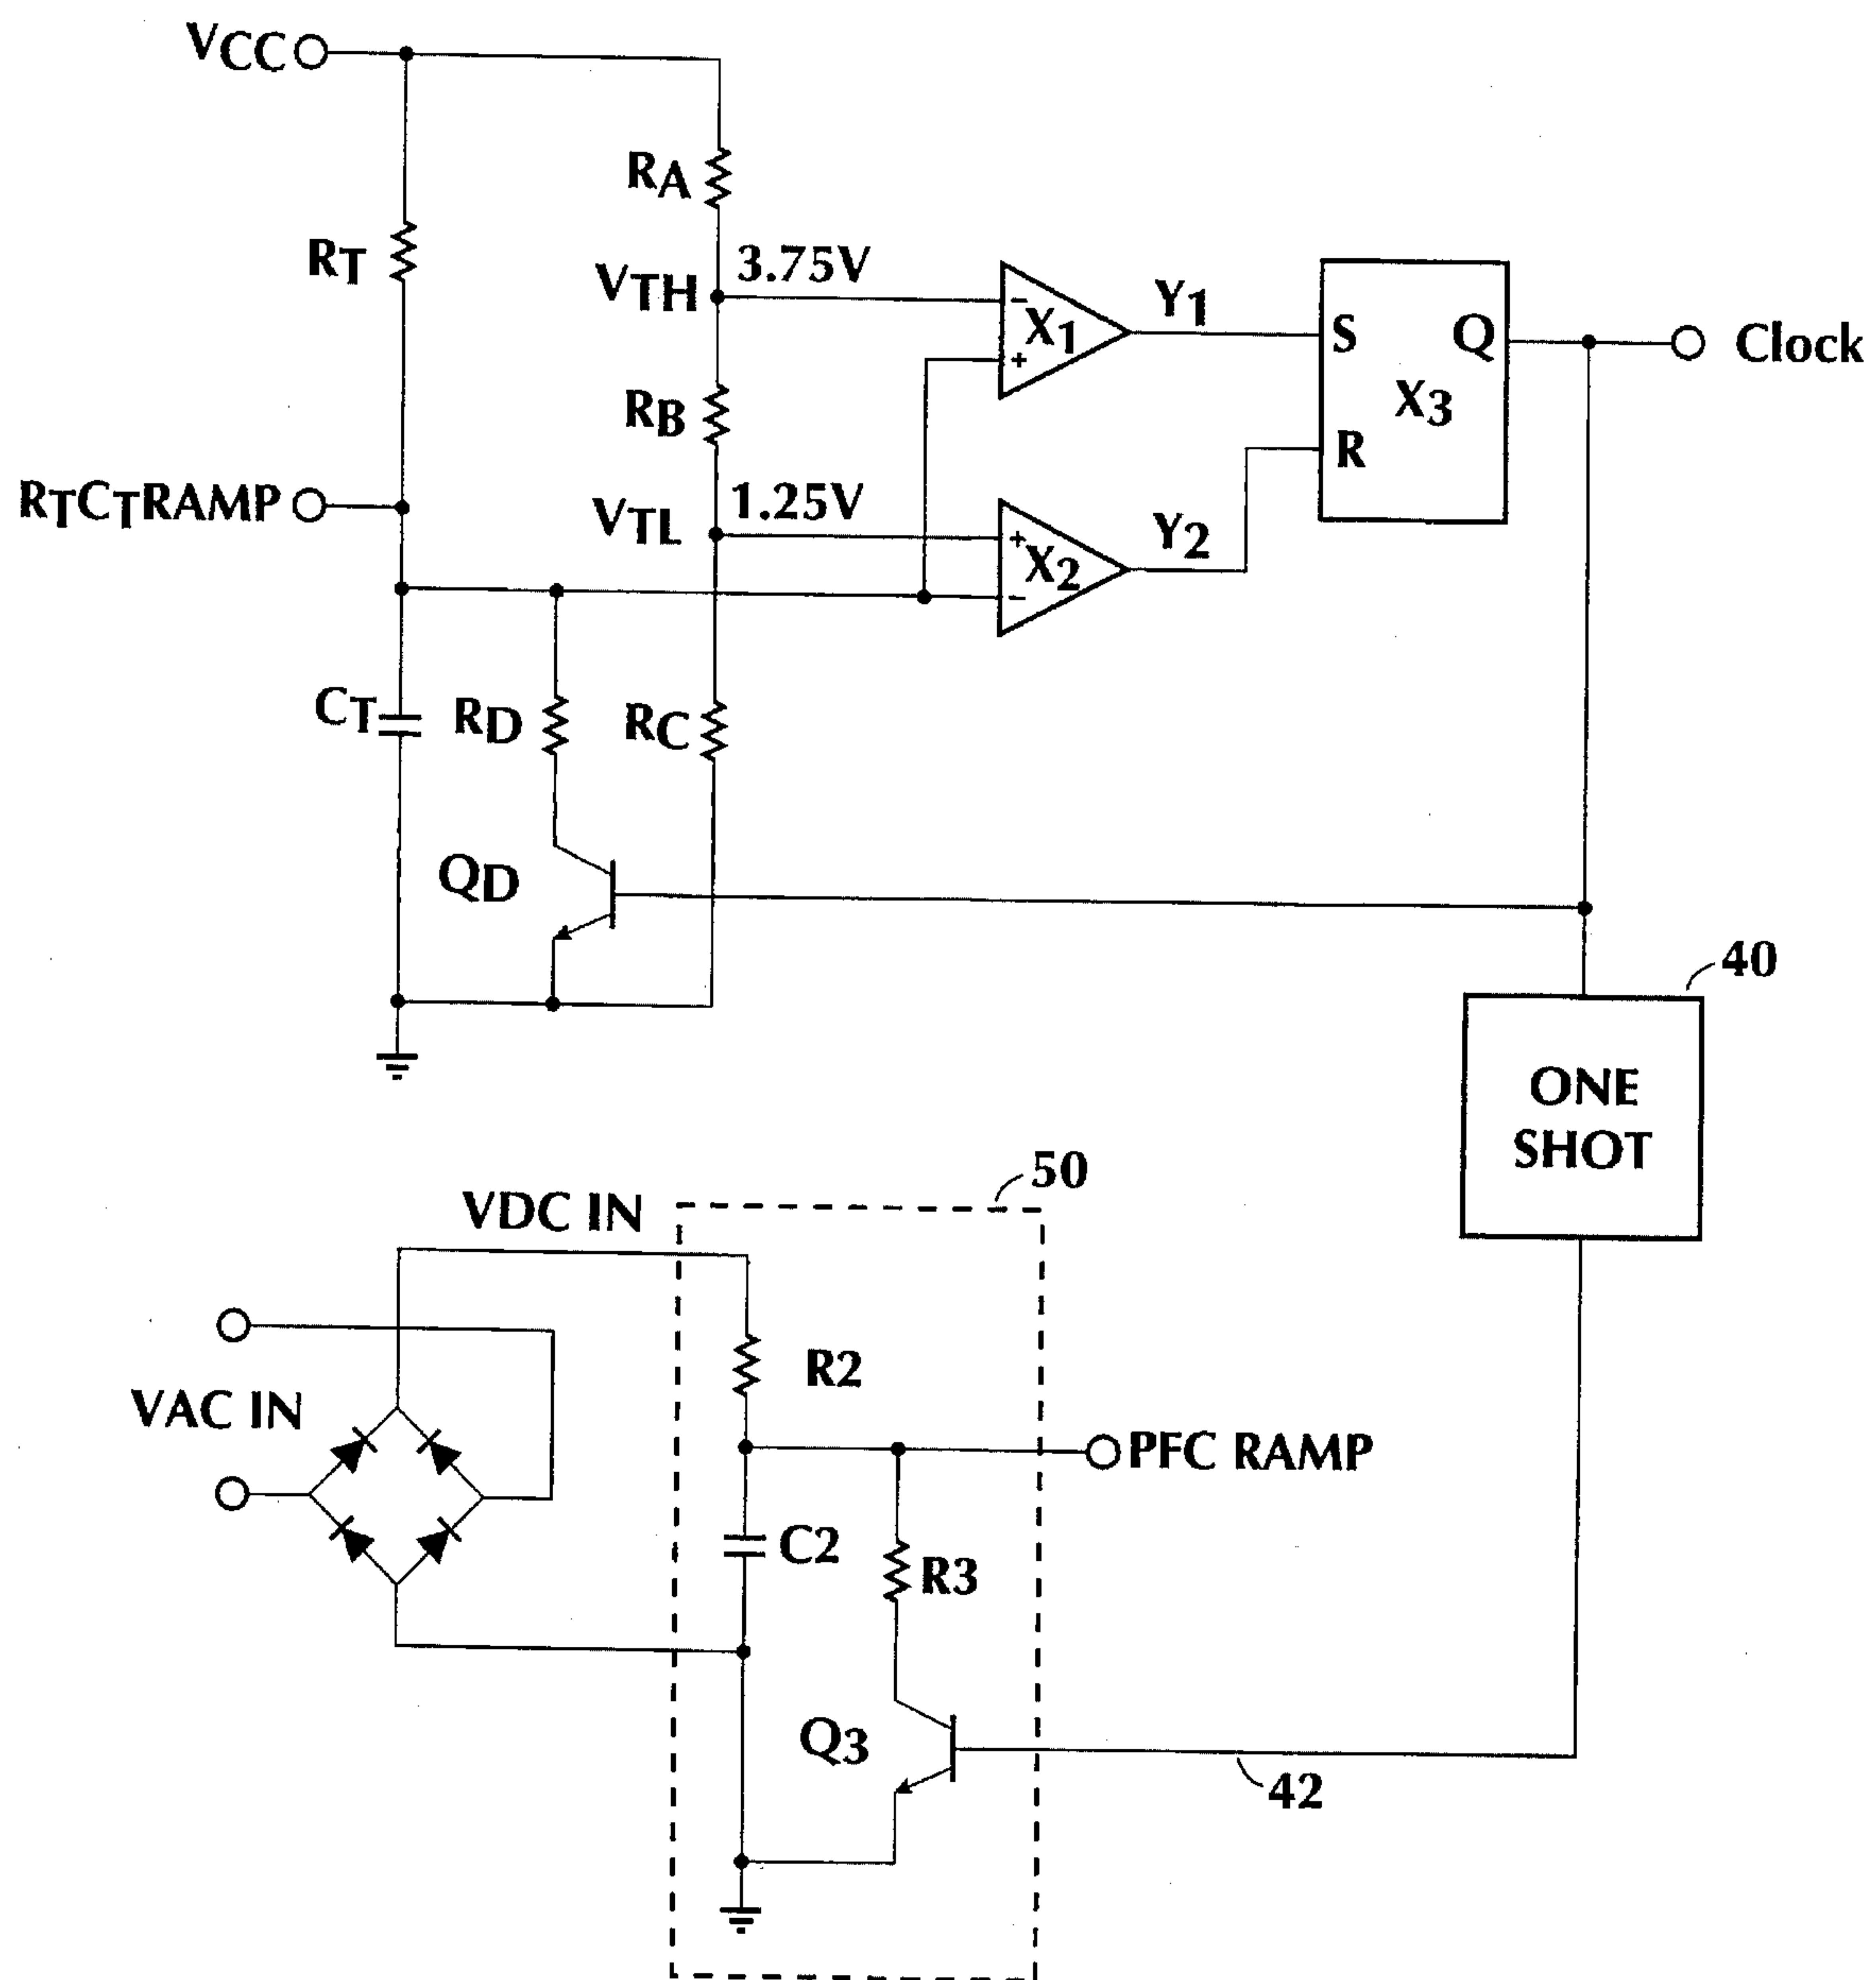 VCC
RA
RT
3.75V
VTH
X1
Y1
S
Q
Clock
X3
R
RB
RTCTRAMP
1.25V
VTL
X2
Y2
CT
RD
RC
QD
40
ONE
SHOT
50
VDC IN
R2
VAC IN
PFC RAMP
C2
R3
Q3
42